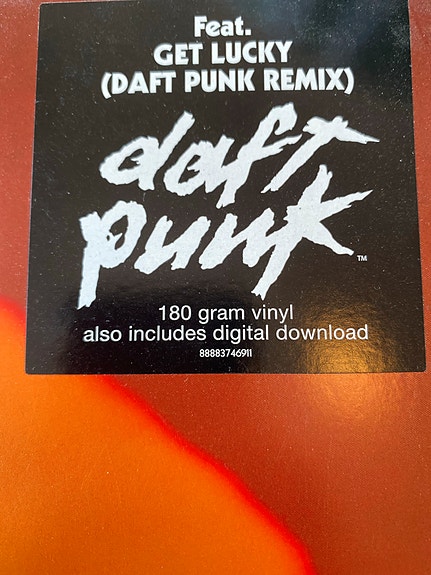 Feat.
GET LUCKY
(DAFT PUNK REMIX)
daft
punk
™
180 gram vinyl
also includes digital download
88883746911